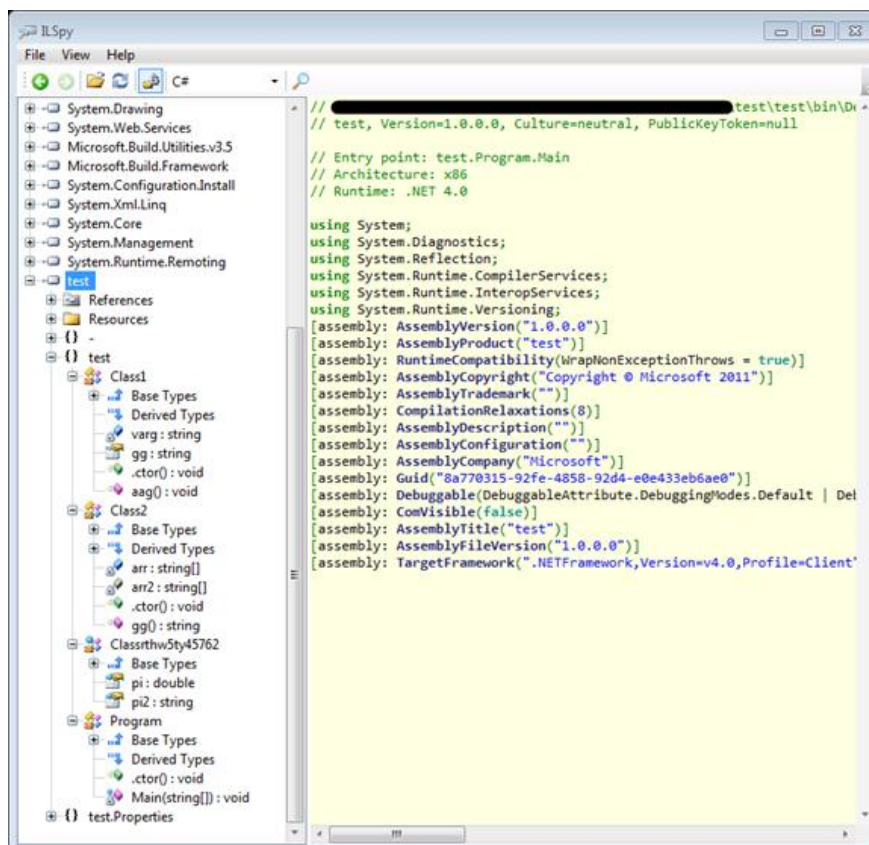 ILSpy
File View Help
C#
System.Drawing
System.Web.Services
Microsoft.Build.Utilities.v3.5
Microsoft.Build.Framework
System.Configuration.Install
System.Xml.Linq
System.Core
System.Management
System.Runtime.Remoting
test
References
Resources
{} -
{} test
Class1
Base Types
Derived Types
varg : string
gg : string
.ctor() : void
aag() : void
Class2
Base Types
Derived Types
arr : string[]
arr2 : string[]
.ctor() : void
gg() : string
Classrthw5ty45762
Base Types
pi : double
pi2 : string
Program
Base Types
Derived Types
.ctor() : void
Main(string[]) : void
{} test.Properties
// test\test\bin\De
// test, Version=1.0.0.0, Culture=neutral, PublicKeyToken=null
// Entry point: test.Program.Main
// Architecture: x86
// Runtime: .NET 4.0
using System;
using System.Diagnostics;
using System.Reflection;
using System.Runtime.CompilerServices;
using System.Runtime.InteropServices;
using System.Runtime.Versioning;
[assembly: AssemblyVersion("1.0.0.0")]
[assembly: AssemblyProduct("test")]
[assembly: RuntimeCompatibility(WrapNonExceptionThrows = true)]
[assembly: AssemblyCopyright("Copyright © Microsoft 2011")]
[assembly: AssemblyTrademark("")]
[assembly: CompilationRelaxations(8)]
[assembly: AssemblyDescription("")]
[assembly: AssemblyConfiguration("")]
[assembly: AssemblyCompany("Microsoft")]
[assembly: Guid("8a770315-92fe-4858-92d4-e0e433eb6ae0")]
[assembly: Debuggable(DebuggableAttribute.DebuggingModes.Default | Deb
[assembly: ComVisible(false)]
[assembly: AssemblyTitle("test")]
[assembly: AssemblyFileVersion("1.0.0.0")]
[assembly: TargetFramework(".NETFramework,Version=v4.0,Profile=Client"